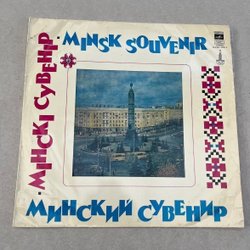 MINSK SOUVENIR
МІНСКІ СУВЕНІР
МИНСКИЙ СУВЕНИР